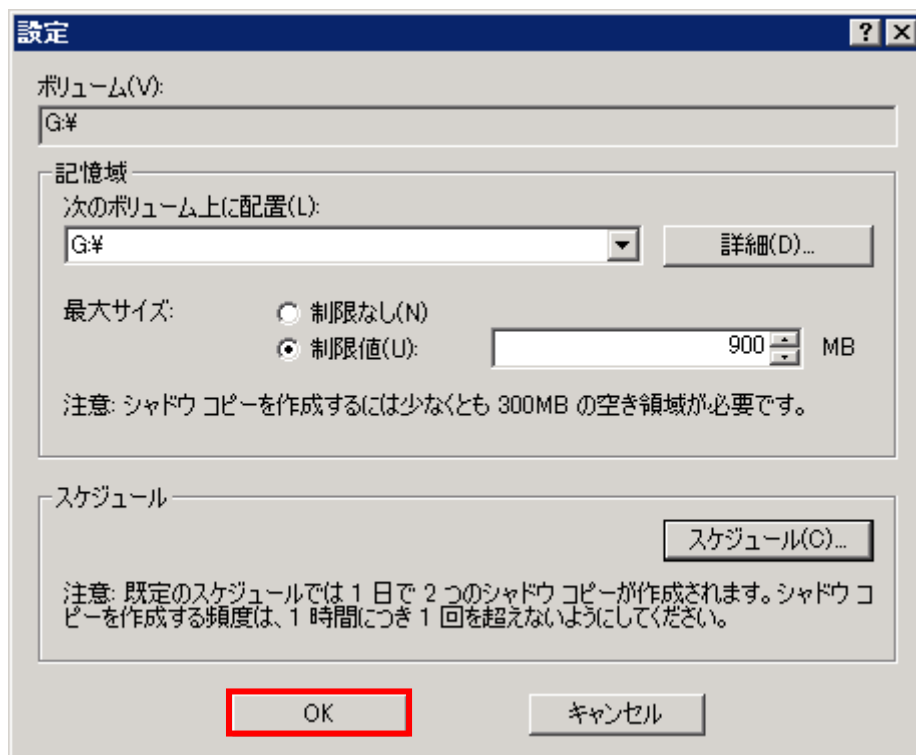 設定
ボリューム(V):
G:¥
記憶域
次のボリューム上に配置(L):
G:¥
詳細(D)...
最大サイズ:
制限なし(N)
制限値(U):
900
MB
注意: シャドウ コピーを作成するには少なくとも 300MB の空き領域が必要です。
スケジュール
スケジュール(C)...
注意: 既定のスケジュールでは 1 日で 2 つのシャドウ コピーが作成されます。シャドウ コ
ピーを作成する頻度は、1 時間につき 1 回を超えないようにしてください。
OK
キャンセル